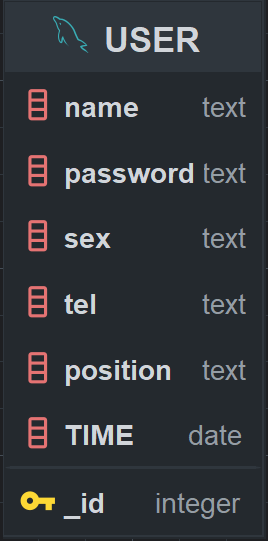 USER
name text
password text
sex text
tel text
position text
TIME date
_id integer